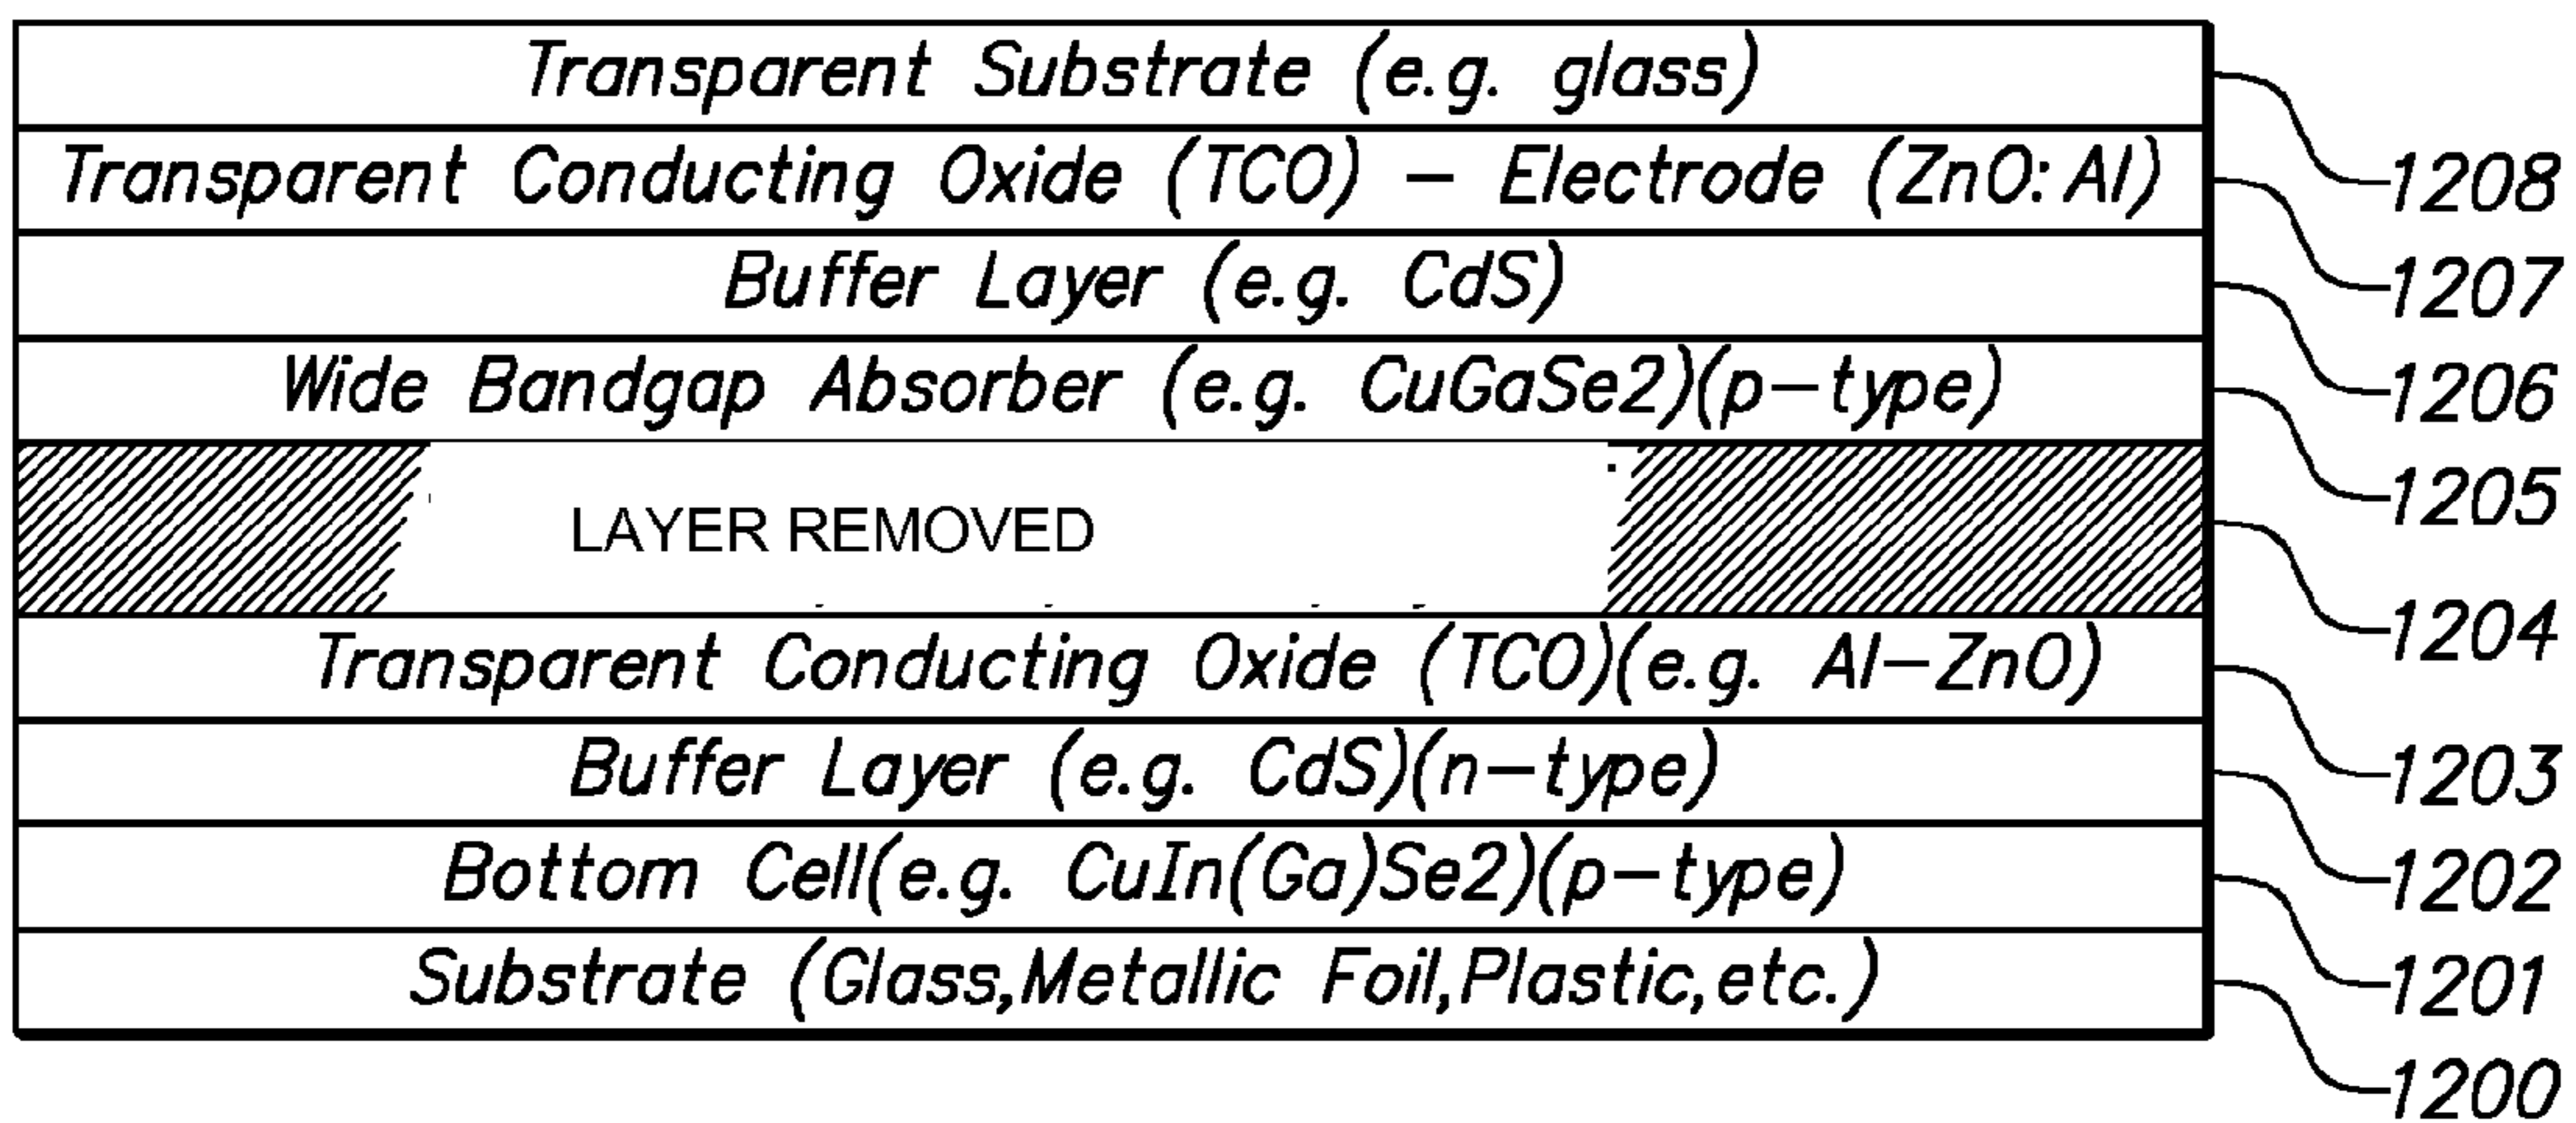 Transparent Substrate (e.g. glass)
Transparent Conducting Oxide (TCO) – Electrode (ZnO: Al)
Buffer Layer (e.g. CdS)
Wide Bandgap Absorber (e.g. CuGaSe2)(p–type)
LAYER REMOVED
Transparent Conducting Oxide (TCO)(e.g. Al–ZnO)
Buffer Layer (e.g. CdS)(n–type)
Bottom Cell(e.g. CuIn(Ga)Se2)(p–type)
Substrate (Glass,Metallic Foil,Plastic,etc.)
1208
1207
1206
1205
1204
1203
1202
1201
1200